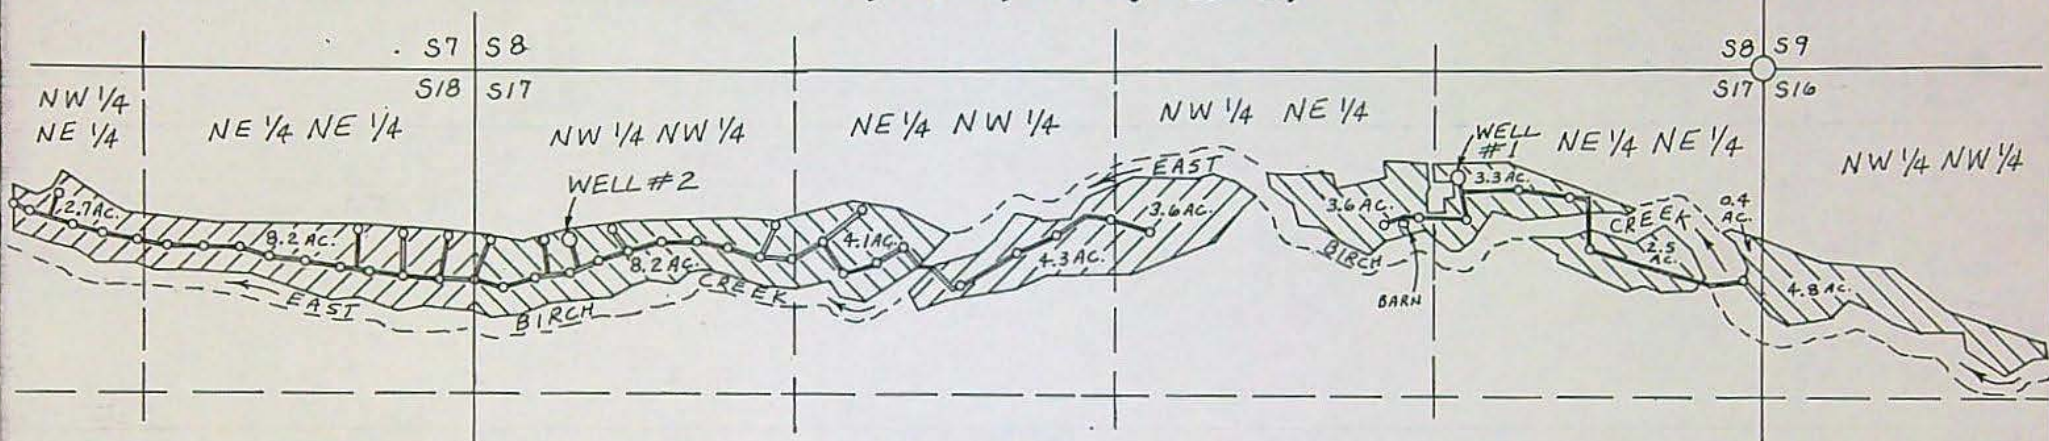 S7 S8
S8 S9
S18 S17
S17 S16
NW 1/4
NE 1/4
NE 1/4 NE 1/4
NW 1/4 NW 1/4
NE 1/4 NW 1/4
NW 1/4 NE 1/4
WELL
#1
NE 1/4 NE 1/4
NW 1/4 NW 1/4
WELL #2
EAST
2.7 AC.
8.2 AC.
8.2 AC.
4.1 AC.
4.3 AC.
3.6 AC.
3.6 AC.
3.3 AC.
CREEK
0.4
AC.
2.5
AC.
4.8 AC.
BIRCH
BARN
EAST
BIRCH
CREEK